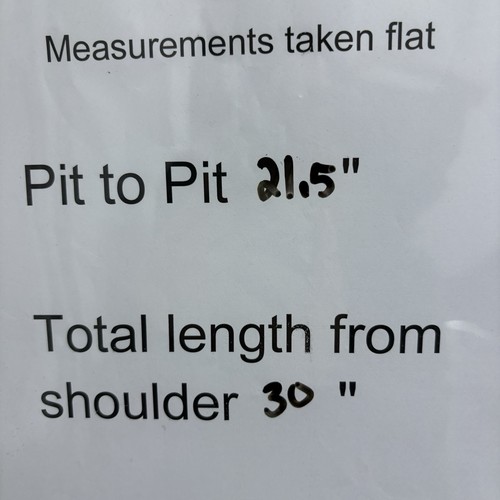 Measurements taken flat
Pit to Pit 21.5"
Total length from
shoulder 30 "